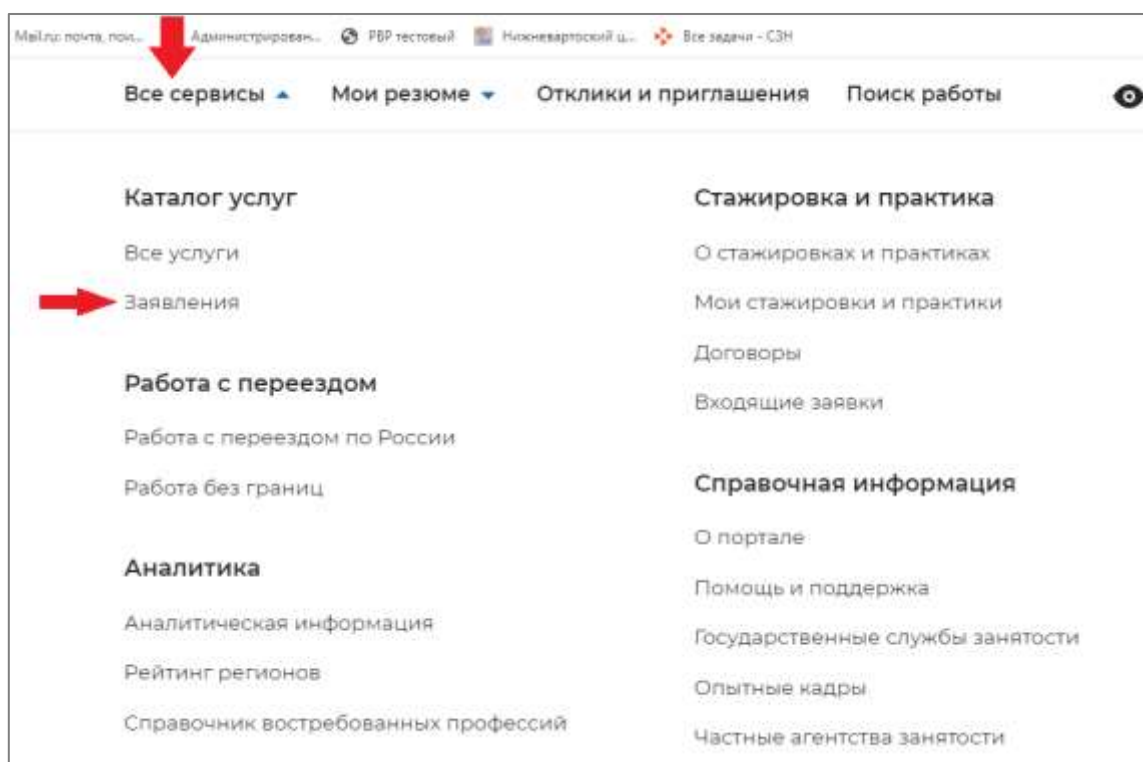 Mail.ru: почта, пои... Администрирован... РВР тестовый Нижневартовский ц... Все задачи - СЗН
Все сервисы Мои резюме Отклики и приглашения Поиск работы
Каталог услуг
Все услуги
Заявления
Работа с переездом
Работа с переездом по России
Работа без границ
Аналитика
Аналитическая информация
Рейтинг регионов
Справочник востребованных профессий
Стажировка и практика
О стажировках и практиках
Мои стажировки и практики
Договоры
Входящие заявки
Справочная информация
О портале
Помощь и поддержка
Государственные службы занятости
Опытные кадры
Частные агентства занятости